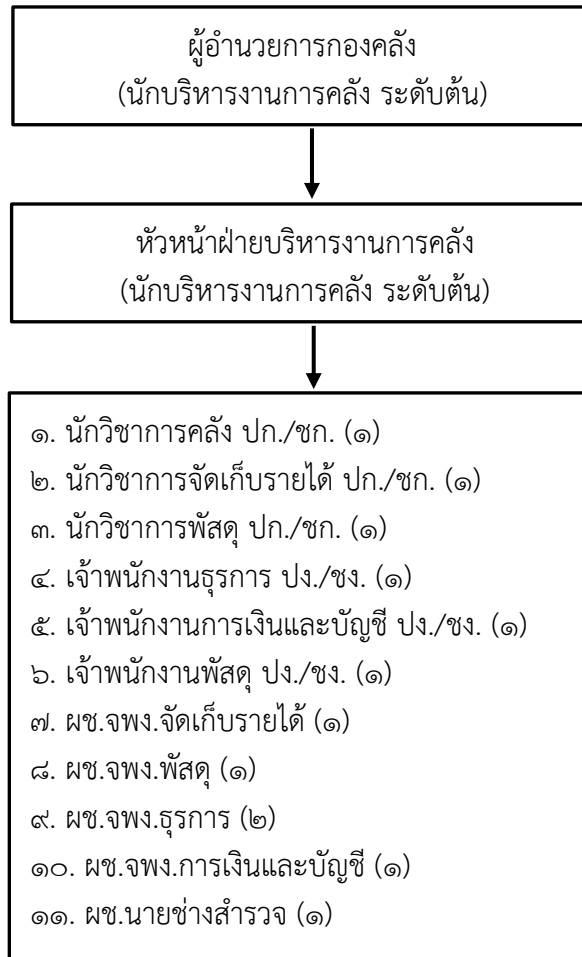 ผู้อำนวยการกองคลัง
(นักบริหารงานการคลัง ระดับต้น)
หัวหน้าฝ่ายบริหารงานการคลัง
(นักบริหารงานการคลัง ระดับต้น)
๑. นักวิชาการคลัง ปก./ชก. (๑)
๒. นักวิชาการจัดเก็บรายได้ ปก./ชก. (๑)
๓. นักวิชาการพัสดุ ปก./ชก. (๑)
๔. เจ้าพนักงานธุรการ ปง./ชง. (๑)
๕. เจ้าพนักงานการเงินและบัญชี ปง./ชง. (๑)
๖. เจ้าพนักงานพัสดุ ปง./ชง. (๑)
๗. ผช.จพง.จัดเก็บรายได้ (๑)
๘. ผช.จพง.พัสดุ (๑)
๙. ผช.จพง.ธุรการ (๒)
๑๐. ผช.จพง.การเงินและบัญชี (๑)
๑๑. ผช.นายช่างสำรวจ (๑)